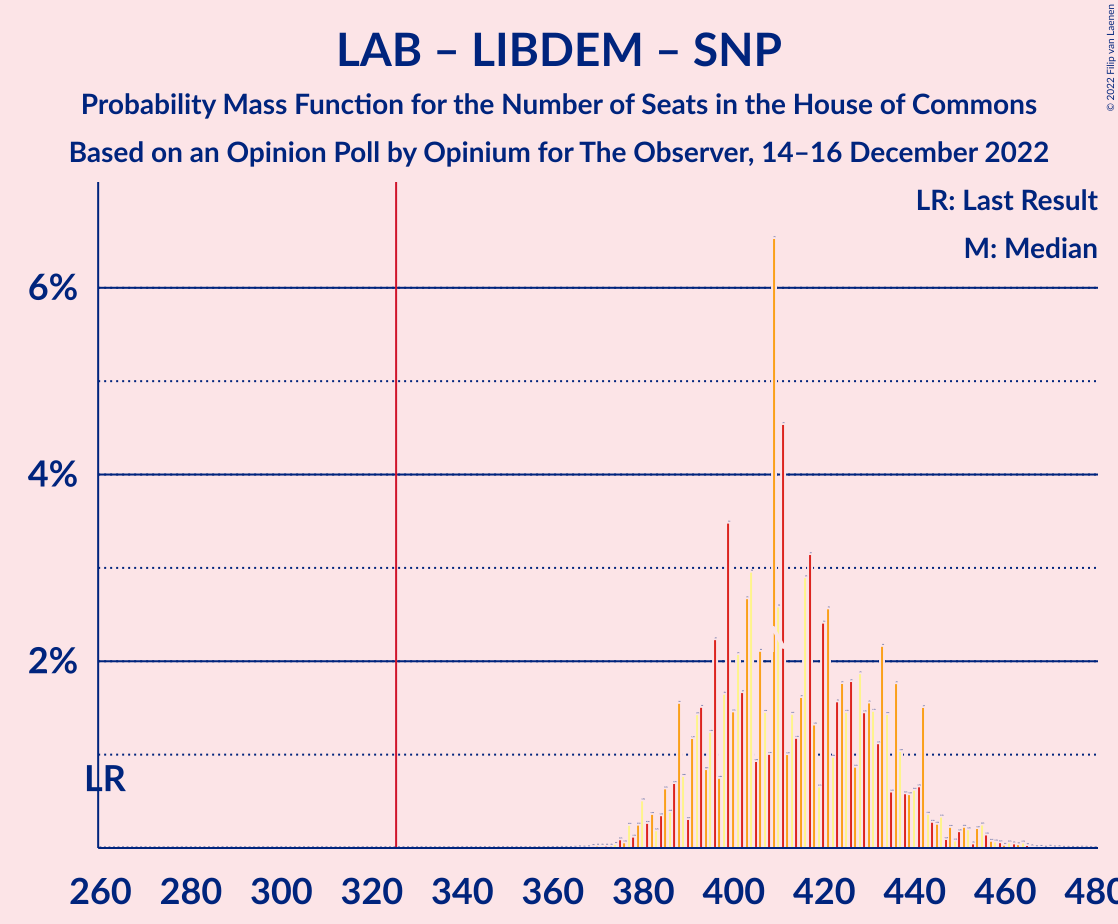 LAB – LIBDEM – SNP
Probability Mass Function for the Number of Seats in the House of Commons
Based on an Opinion Poll by Opinium for The Observer, 14–16 December 2022
© 2022 Filip van Laenen
LR: Last Result
M: Median
6%
4%
2%
LR
260 280 300 320 340 360 380 400 420 440 460 480